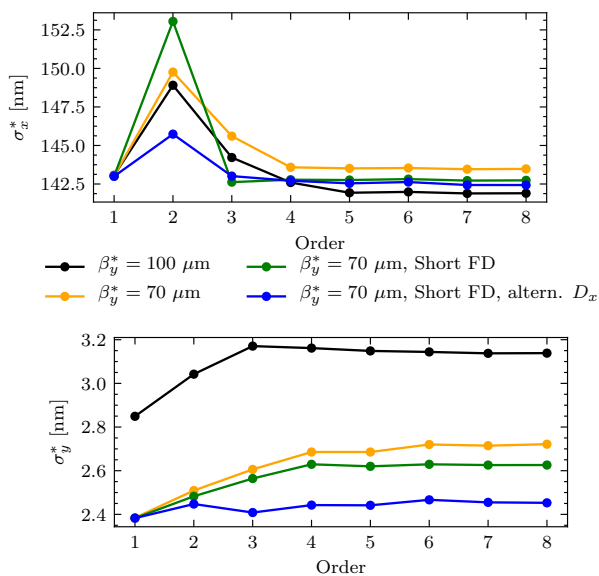 152.5
150.0
147.5
145.0
142.5
σ*x [nm]
1 2 3 4 5 6 7 8
Order
β*y = 100 μm
β*y = 70 μm
β*y = 70 μm, Short FD
β*y = 70 μm, Short FD, altern. Dx
3.2
3.0
2.8
2.6
2.4
σ*y [nm]
1 2 3 4 5 6 7 8
Order